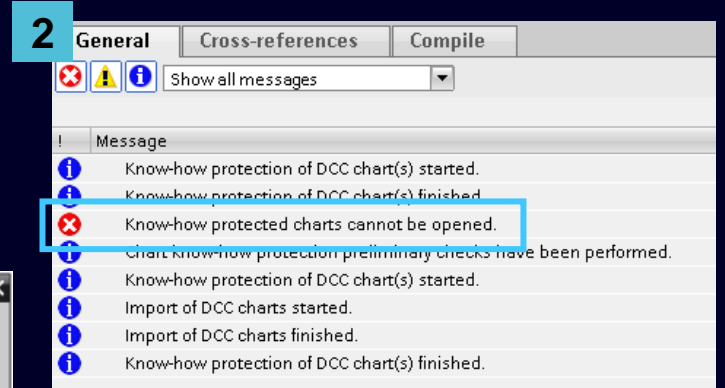 2
General Cross-references Compile
Show all messages
! Message
Know-how protection of DCC chart(s) started.
Know-how protection of DCC chart(s) finished.
Know-how protected charts cannot be opened.
Chart know-how protection preliminary checks have been performed.
Know-how protection of DCC chart(s) started.
Import of DCC charts started.
Import of DCC charts finished.
Know-how protection of DCC chart(s) finished.